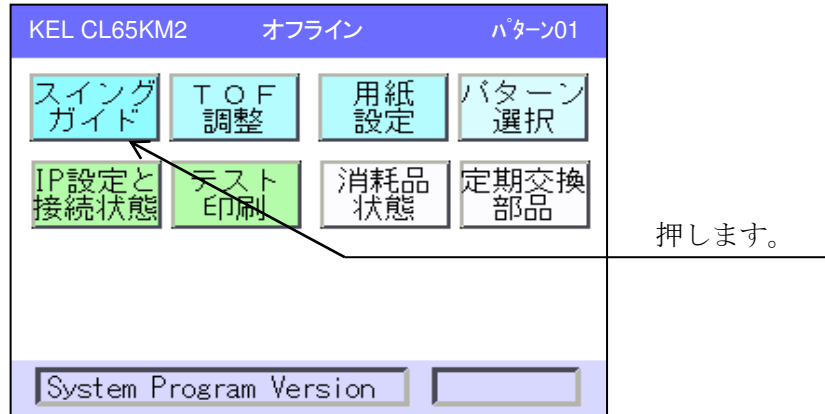 KEL CL65KM2 オフライン ﾊﾟﾀｰﾝ01
スイング
ガイド
ＴＯＦ
調整
用紙
設定
パターン
選択
IP設定と
接続状態
テスト
印刷
消耗品
状態
定期交換
部品
押します。
System Program Version